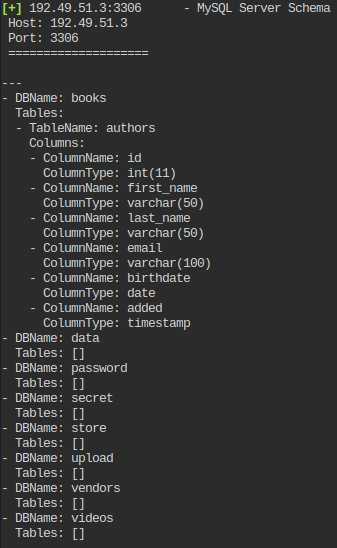 [+] 192.49.51.3:3306 - MySQL Server Schema
Host: 192.49.51.3
Port: 3306
====================
---
- DBName: books
Tables:
- TableName: authors
Columns:
- ColumnName: id
ColumnType: int(11)
- ColumnName: first_name
ColumnType: varchar(50)
- ColumnName: last_name
ColumnType: varchar(50)
- ColumnName: email
ColumnType: varchar(100)
- ColumnName: birthdate
ColumnType: date
- ColumnName: added
ColumnType: timestamp
- DBName: data
Tables: []
- DBName: password
Tables: []
- DBName: secret
Tables: []
- DBName: store
Tables: []
- DBName: upload
Tables: []
- DBName: vendors
Tables: []
- DBName: videos
Tables: []